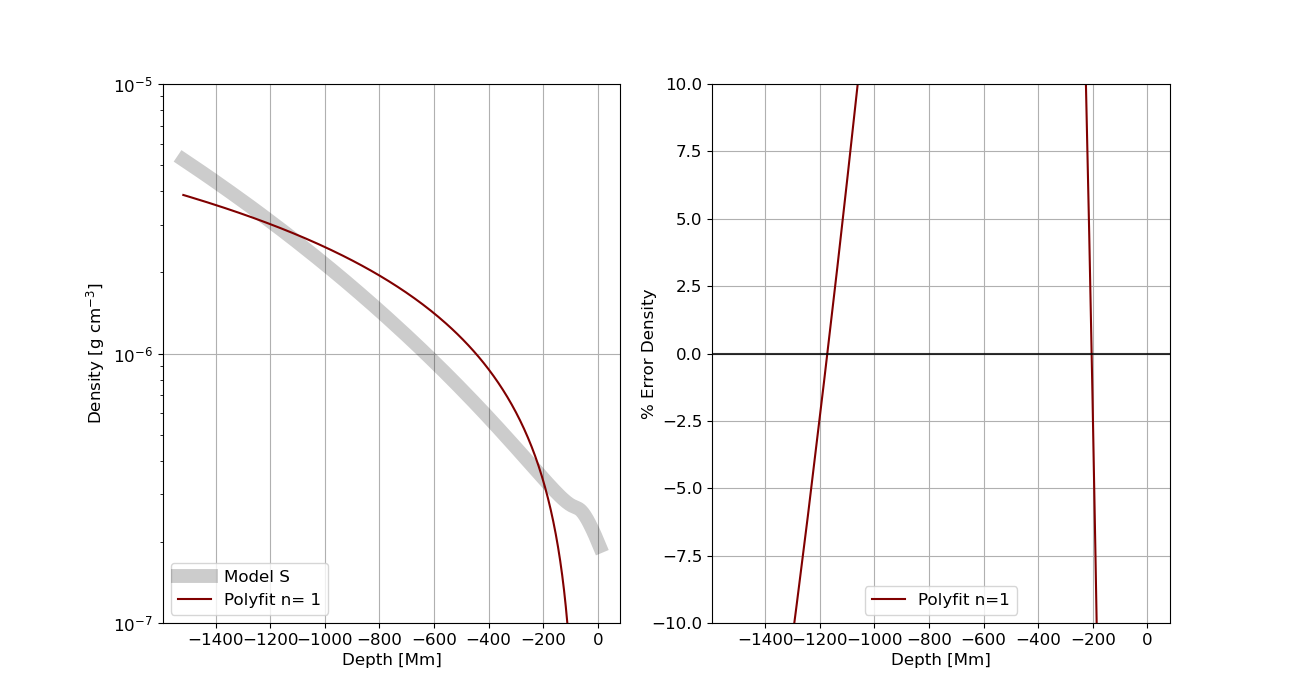 10⁻⁵
10⁻⁶
10⁻⁷
Density [g cm⁻³]
Model S
Polyfit n= 1
−1400 −1200 −1000 −800 −600 −400 −200 0
Depth [Mm]
10.0
7.5
5.0
2.5
0.0
−2.5
−5.0
−7.5
−10.0
% Error Density
Polyfit n=1
−1400 −1200 −1000 −800 −600 −400 −200 0
Depth [Mm]